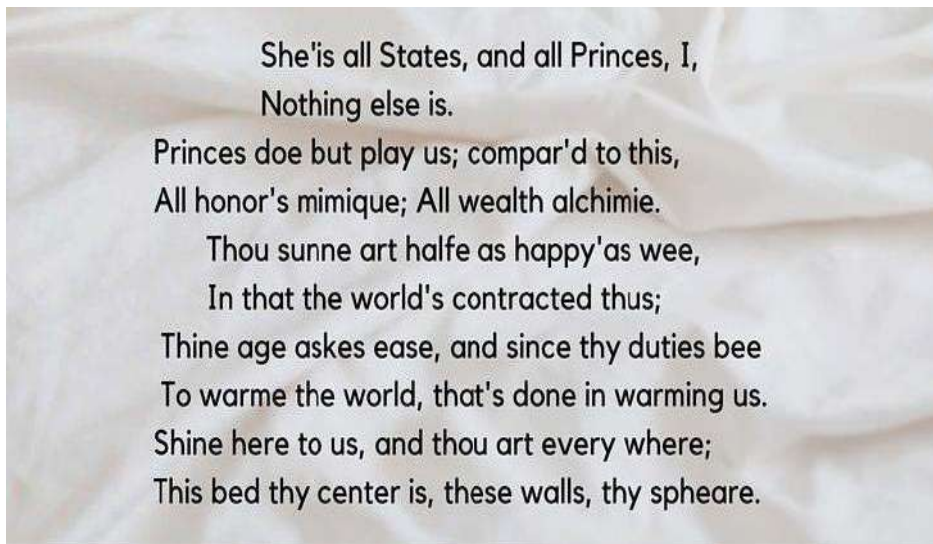 She'is all States, and all Princes, I,
Nothing else is.
Princes doe but play us; compar'd to this,
All honor's mimique; All wealth alchimie.
Thou sunne art halfe as happy'as wee,
In that the world's contracted thus;
Thine age askes ease, and since thy duties bee
To warme the world, that's done in warming us.
Shine here to us, and thou art every where;
This bed thy center is, these walls, thy spheare.